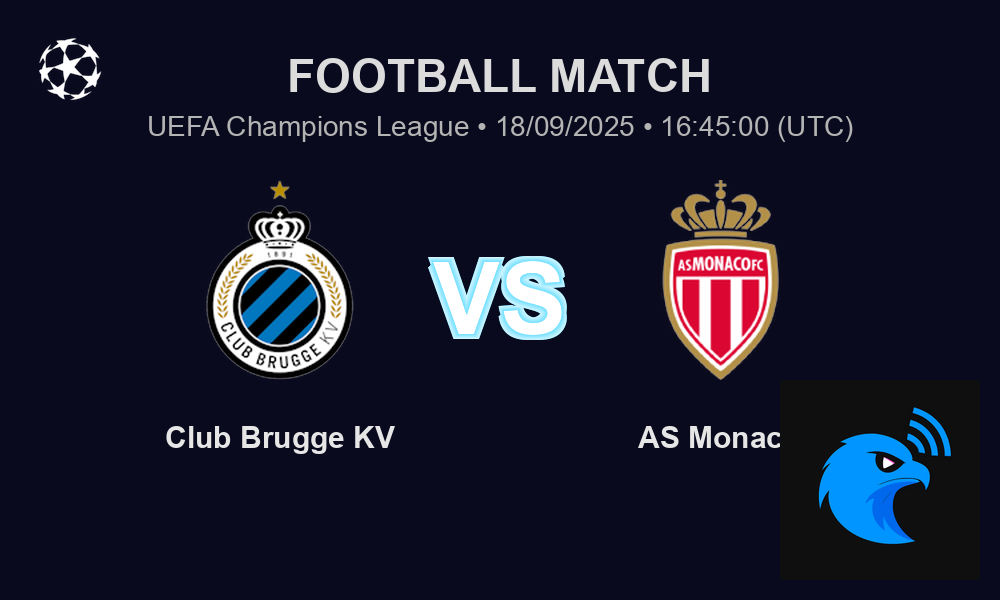 FOOTBALL MATCH
UEFA Champions League • 18/09/2025 • 16:45:00 (UTC)
1891
CLUB BRUGGE KV
ASMONACOFC
VS
Club Brugge KV
AS Monac